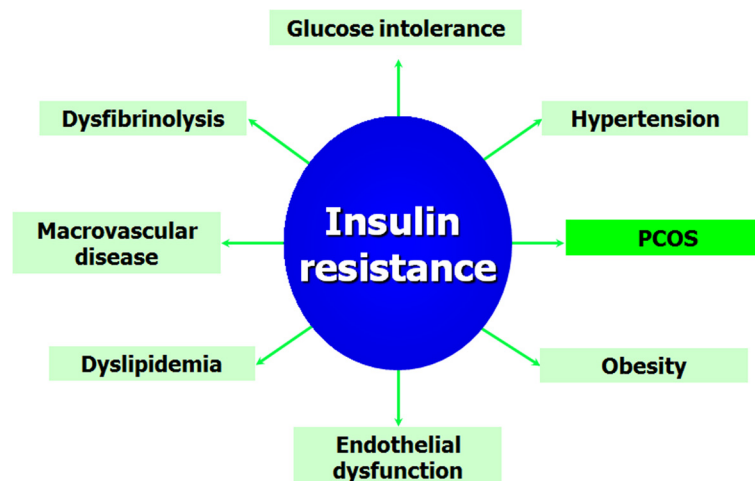 Glucose intolerance
Dysfibrinolysis
Hypertension
Macrovascular
disease
Insulin
resistance
PCOS
Dyslipidemia
Obesity
Endothelial
dysfunction